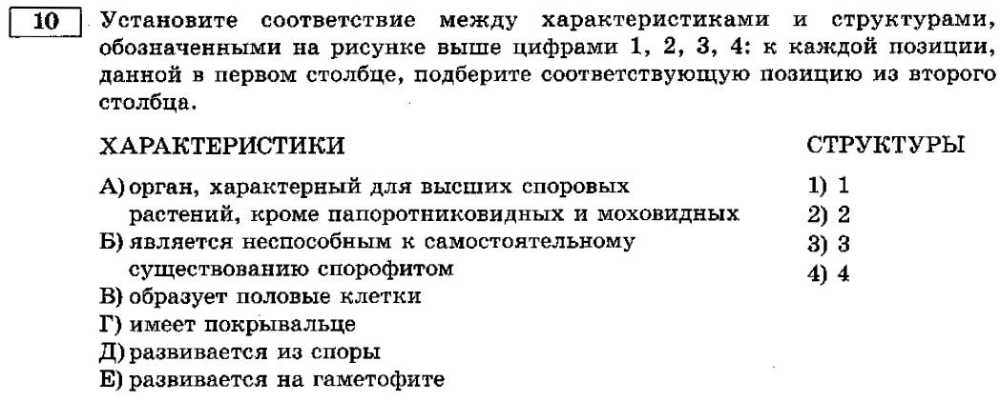 10 Установите соответствие между характеристиками и структурами,
обозначенными на рисунке выше цифрами 1, 2, 3, 4: к каждой позиции,
данной в первом столбце, подберите соответствующую позицию из второго
столбца.
ХАРАКТЕРИСТИКИ
А) орган, характерный для высших споровых
растений, кроме папоротниковидных и моховидных
Б) является неспособным к самостоятельному
существованию спорофитом
В) образует половые клетки
Г) имеет покрывальце
Д) развивается из споры
Е) развивается на гаметофите
СТРУКТУРЫ
1) 1
2) 2
3) 3
4) 4